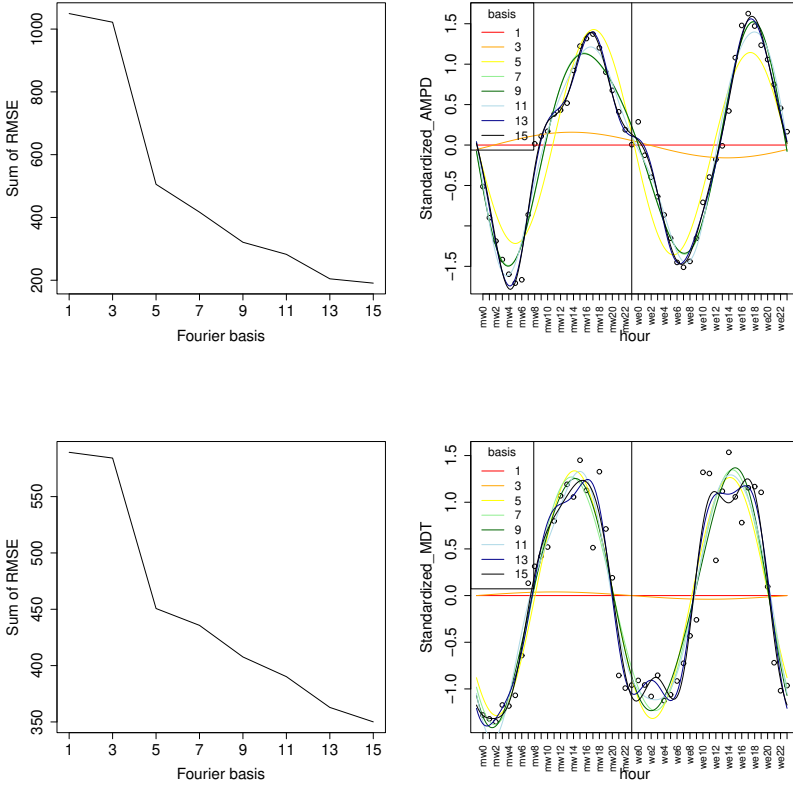 1000
800
600
400
200
Sum of RMSE
1 3 5 7 9 11 13 15
Fourier basis
1.5
1.0
0.5
0.0
−0.5
−1.5
Standardized_AMPD
basis
1
3
5
7
9
11
13
15
mw0 mw2 mw4 mw6 mw8 mw10 mw12 mw14 mw16 mw18 mw20 mw22 we0 we2 we4 we6 we8 we10 we12 we14 we16 we18 we20 we22
hour
550
500
450
400
350
Sum of RMSE
1 3 5 7 9 11 13 15
Fourier basis
1.5
1.0
0.5
0.0
−0.5
−1.0
Standardized_MDT
basis
1
3
5
7
9
11
13
15
mw0 mw2 mw4 mw6 mw8 mw10 mw12 mw14 mw16 mw18 mw20 mw22 we0 we2 we4 we6 we8 we10 we12 we14 we16 we18 we20 we22
hour